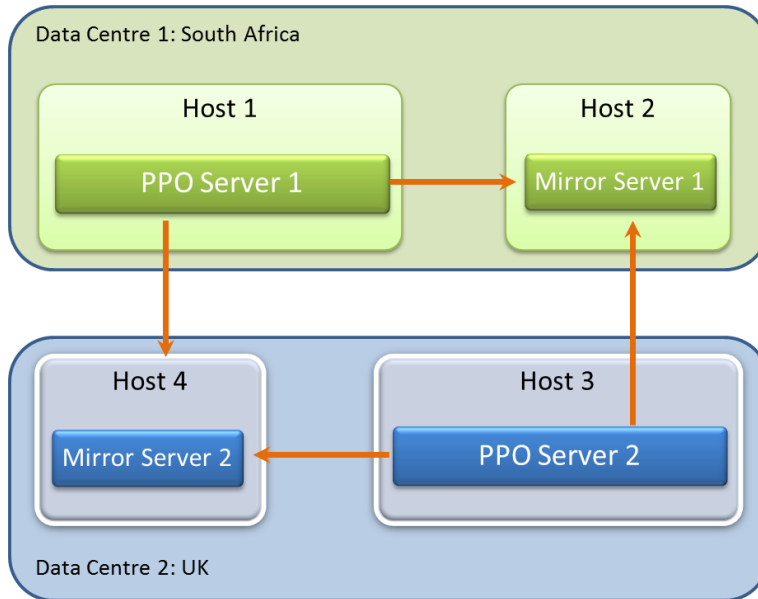 Data Centre 1: South Africa
Host 1
Host 2
PPO Server 1
Mirror Server 1
Host 4
Host 3
Mirror Server 2
PPO Server 2
Data Centre 2: UK